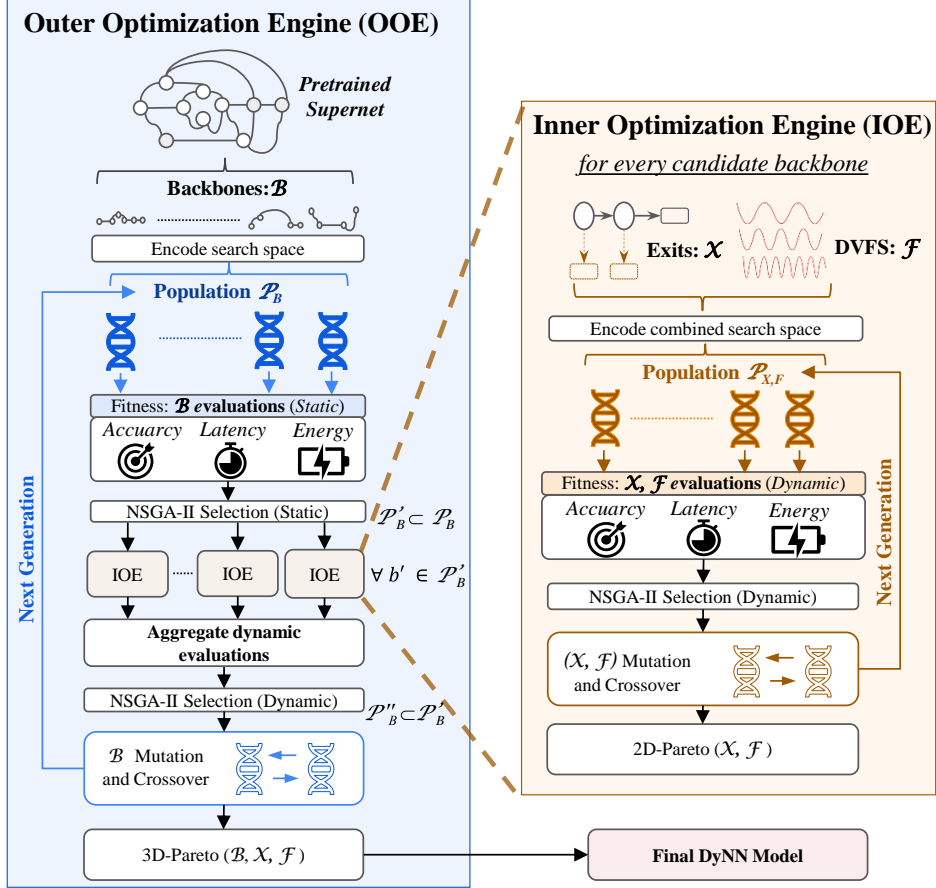 Outer Optimization Engine (OOE)
Pretrained
Supernet
Backbones: ℬ
Encode search space
Population 𝒫_B
Fitness: ℬ evaluations (Static)
Accuarcy Latency Energy
NSGA-II Selection (Static)
𝒫'_B ⊂ 𝒫_B
IOE IOE IOE
∀ b' ∈ 𝒫'_B
Aggregate dynamic
evaluations
NSGA-II Selection (Dynamic)
𝒫''_B ⊂ 𝒫'_B
ℬ Mutation
and Crossover
3D-Pareto (ℬ, 𝒳, ℱ)
Next Generation
Inner Optimization Engine (IOE)
for every candidate backbone
Exits: 𝒳
DVFS: ℱ
Encode combined search space
Population 𝒫_X,F
Fitness: 𝒳, ℱ evaluations (Dynamic)
Accuarcy Latency Energy
NSGA-II Selection (Dynamic)
(𝒳, ℱ) Mutation
and Crossover
2D-Pareto (𝒳, ℱ)
Next Generation
Final DyNN Model